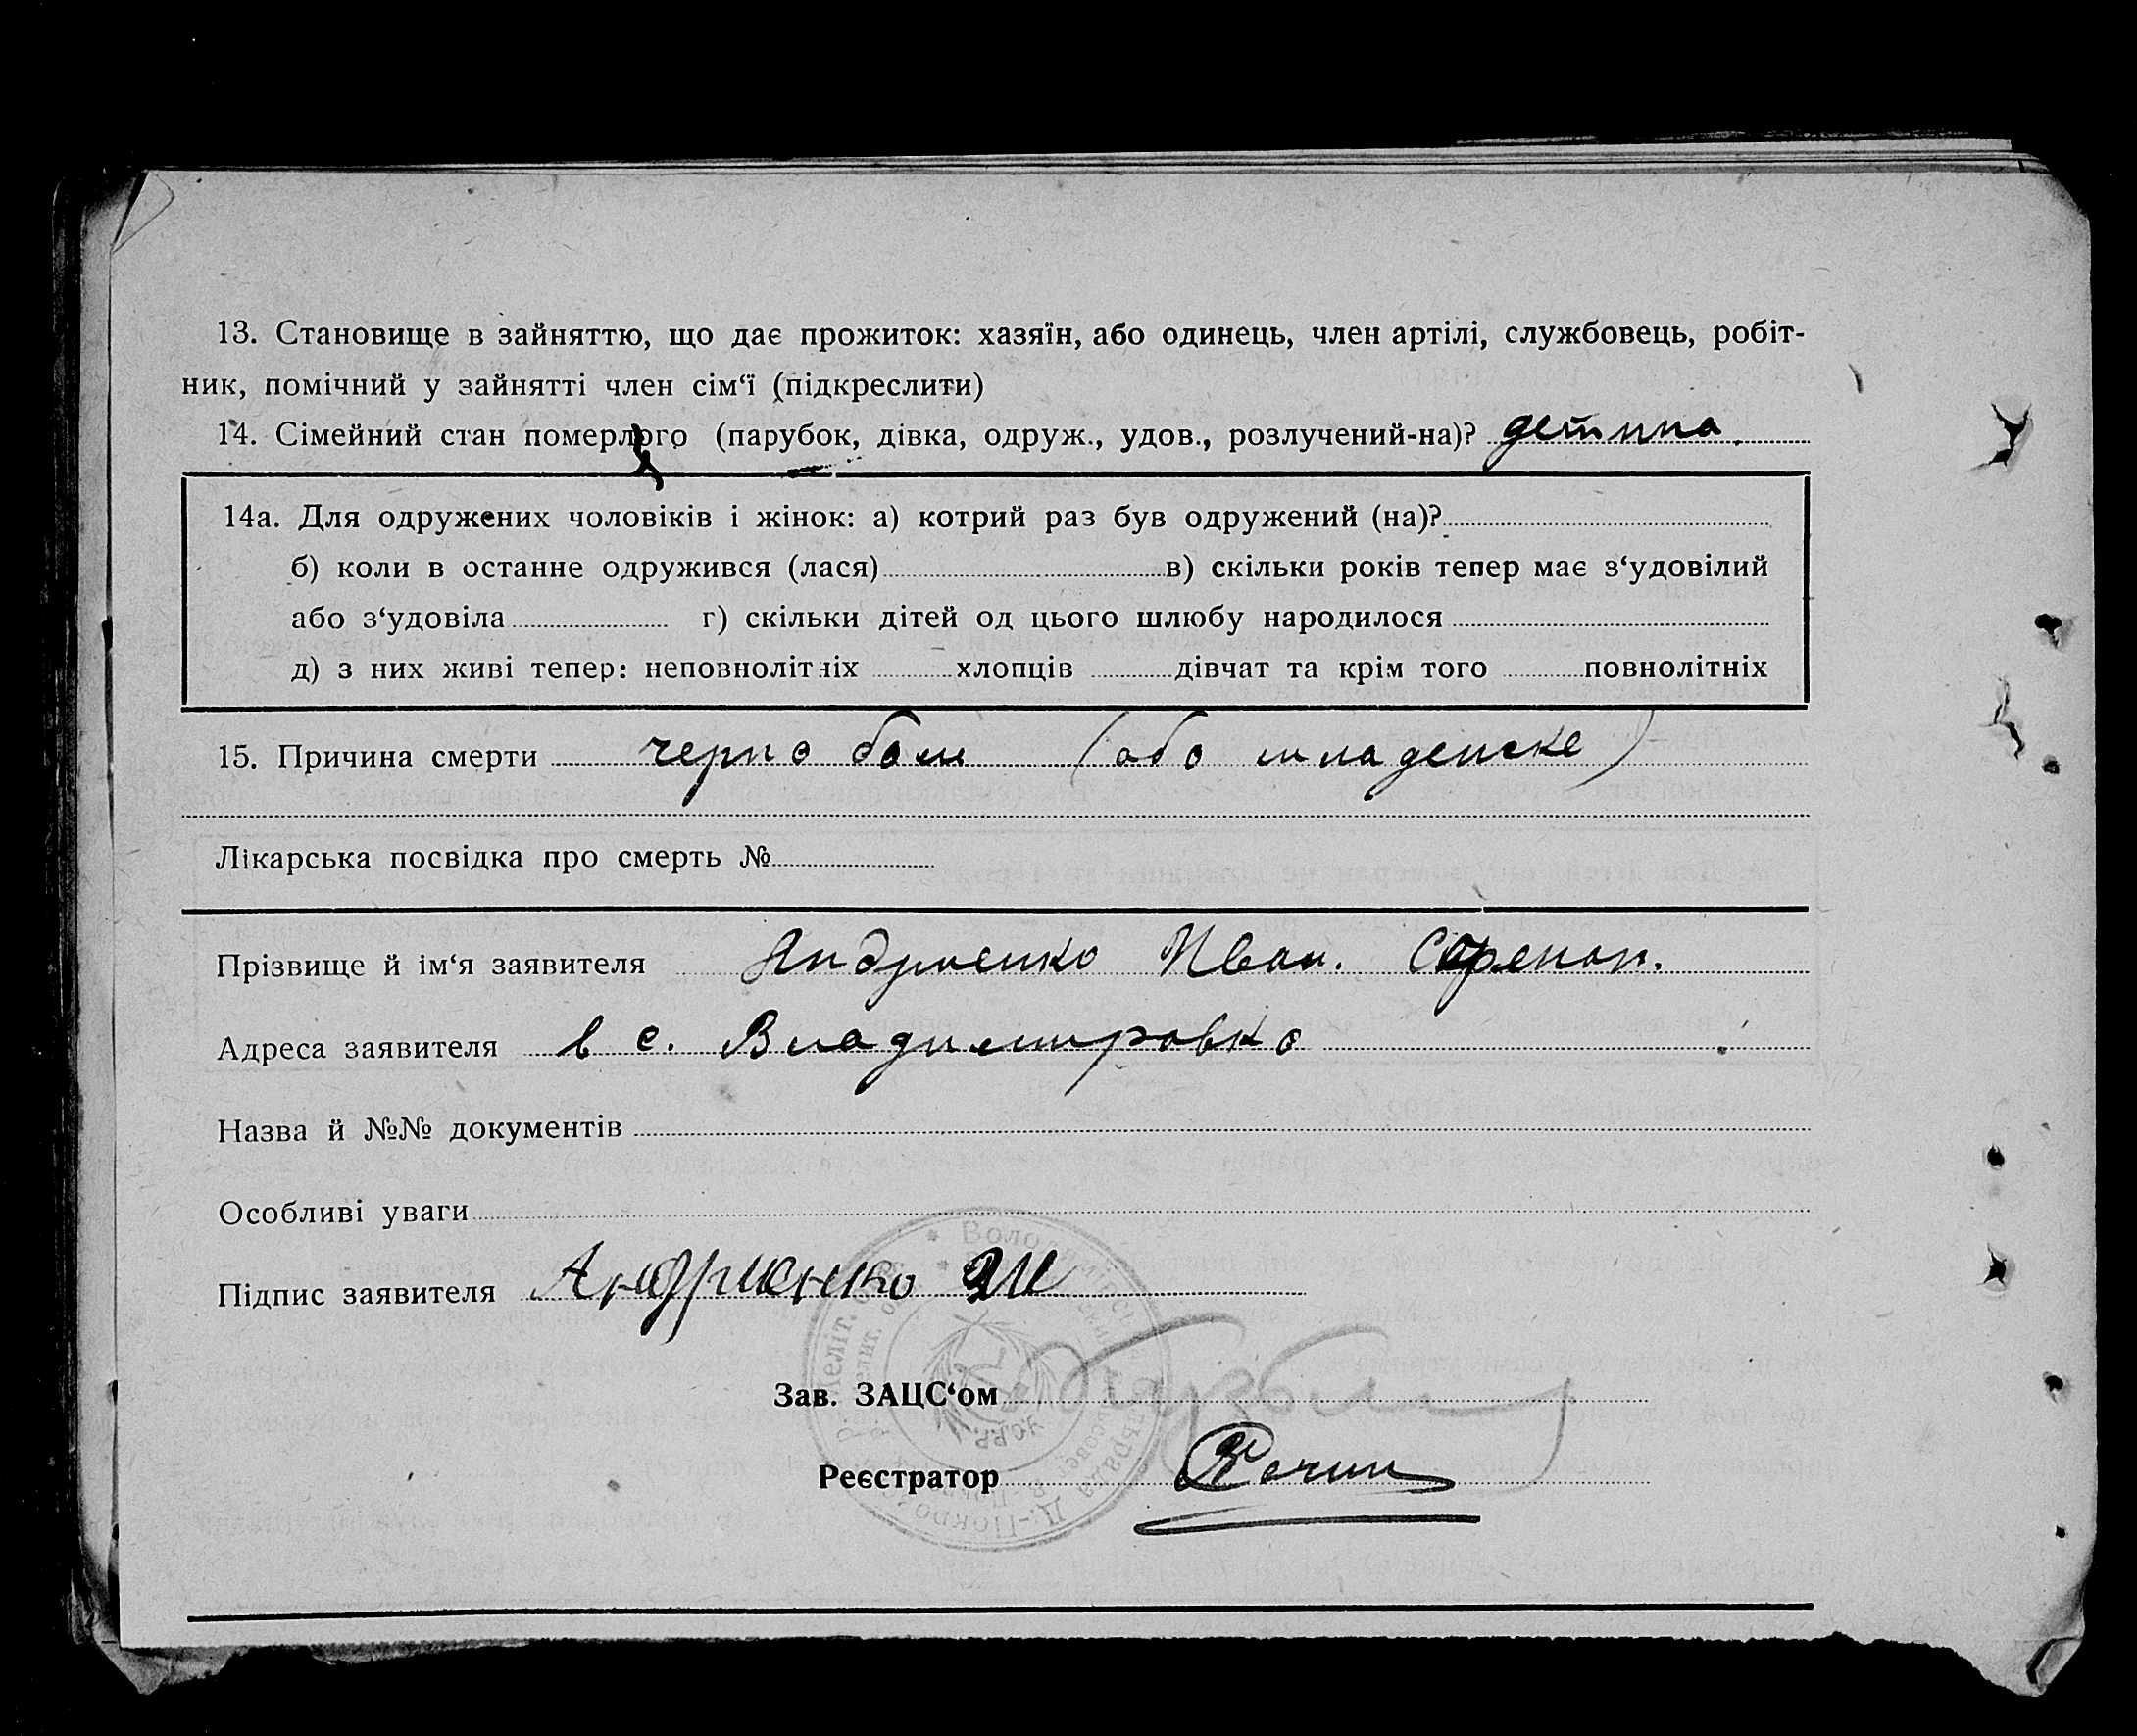 13. Становище в зайняттю, що дає прожиток: хазяїн, або одинець, член артілі, службовець, робіт-
ник, помічний у зайнятті член сім‘ї (підкреслити)
14. Сімейний стан померлого (парубок, дівка, одруж., удов., розлучений-на)? детина.
14а. Для одружених чоловіків і жінок: а) котрий раз був одружений (на)?
б) коли в останне одружився (лася) в) скільки років тепер має з‘удовілий
або з‘удовіла г) скільки дітей од цього шлюбу народилося
д) з них живі тепер: неповнолітніх хлопців дівчат та крім того повнолітніх
15. Причина смерти черно боли (або младенске)
Лікарська посвідка про смерть №
Прізвище й ім‘я заявителя Андриенко Иван.
Адреса заявителя в с. Владимировка
Назва й №№ документів
Особливі уваги
Підпис заявителя Андриенко
Зав. ЗАЦС‘ом
Реєстратор